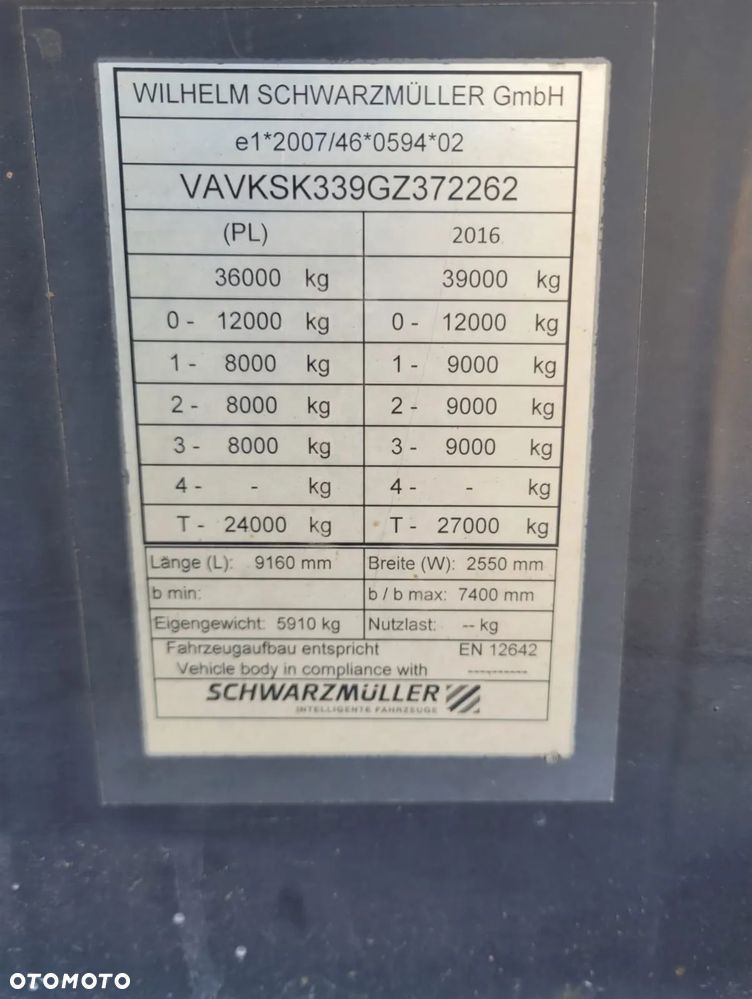 WILHELM SCHWARZMÜLLER GmbH
e1*2007/46*0594*02
VAVKSK339GZ372262
(PL) 2016
36000 kg 39000 kg
0 - 12000 kg 0 - 12000 kg
1 - 8000 kg 1 - 9000 kg
2 - 8000 kg 2 - 9000 kg
3 - 8000 kg 3 - 9000 kg
4 - - kg 4 - - kg
T - 24000 kg T - 27000 kg
Länge (L): 9160 mm Breite (W): 2550 mm
b min: b / b max: 7400 mm
Eigengewicht: 5910 kg Nutzlast: -- kg
Fahrzeugaufbau entspricht EN 12642
Vehicle body in compliance with ----------
SCHWARZMÜLLER
INTELLIGENTE FAHRZEUGE
OTOMOTO